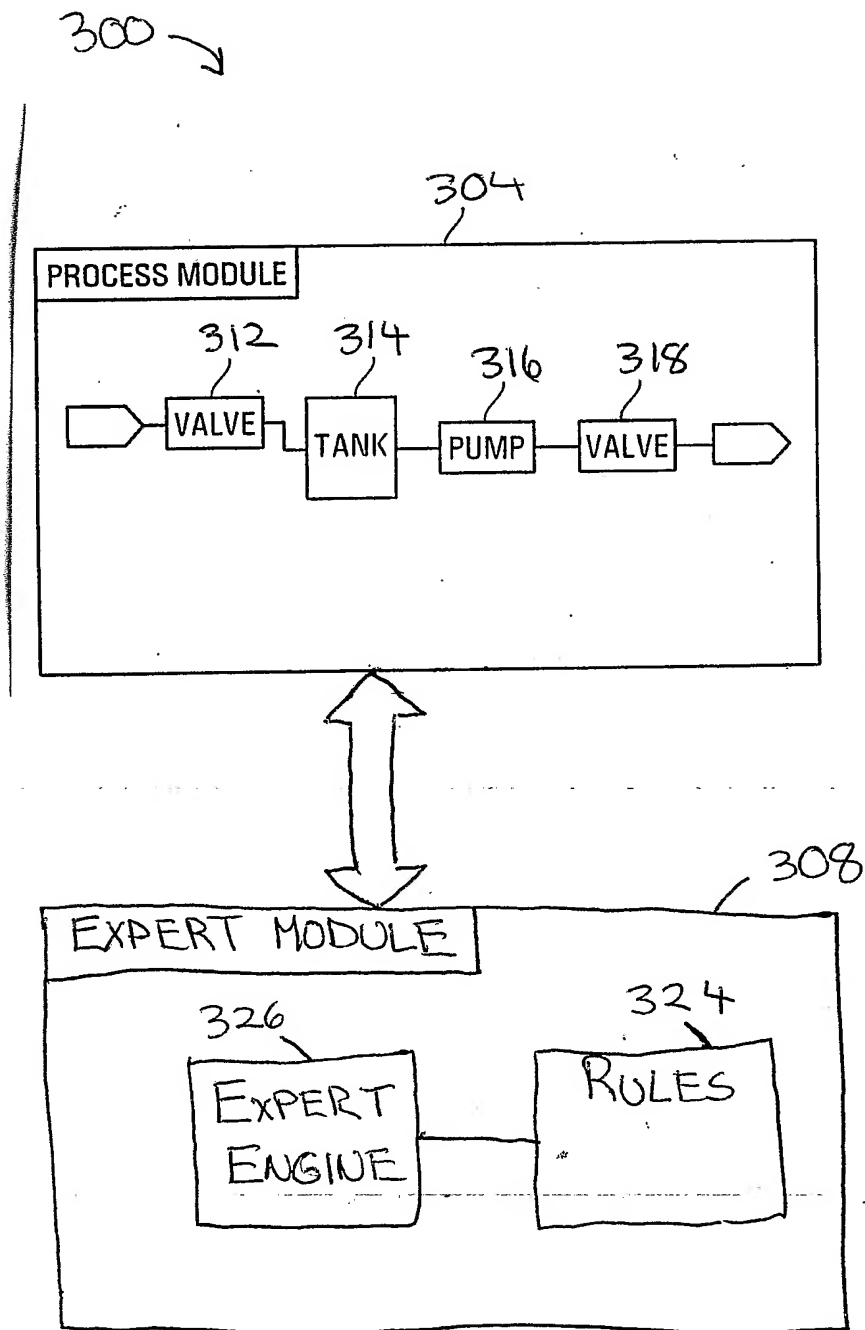 300
304
PROCESS MODULE
312 314 316 318
VALVE TANK PUMP VALVE
308
EXPERT MODULE
326 324
EXPERT RULES
ENGINE